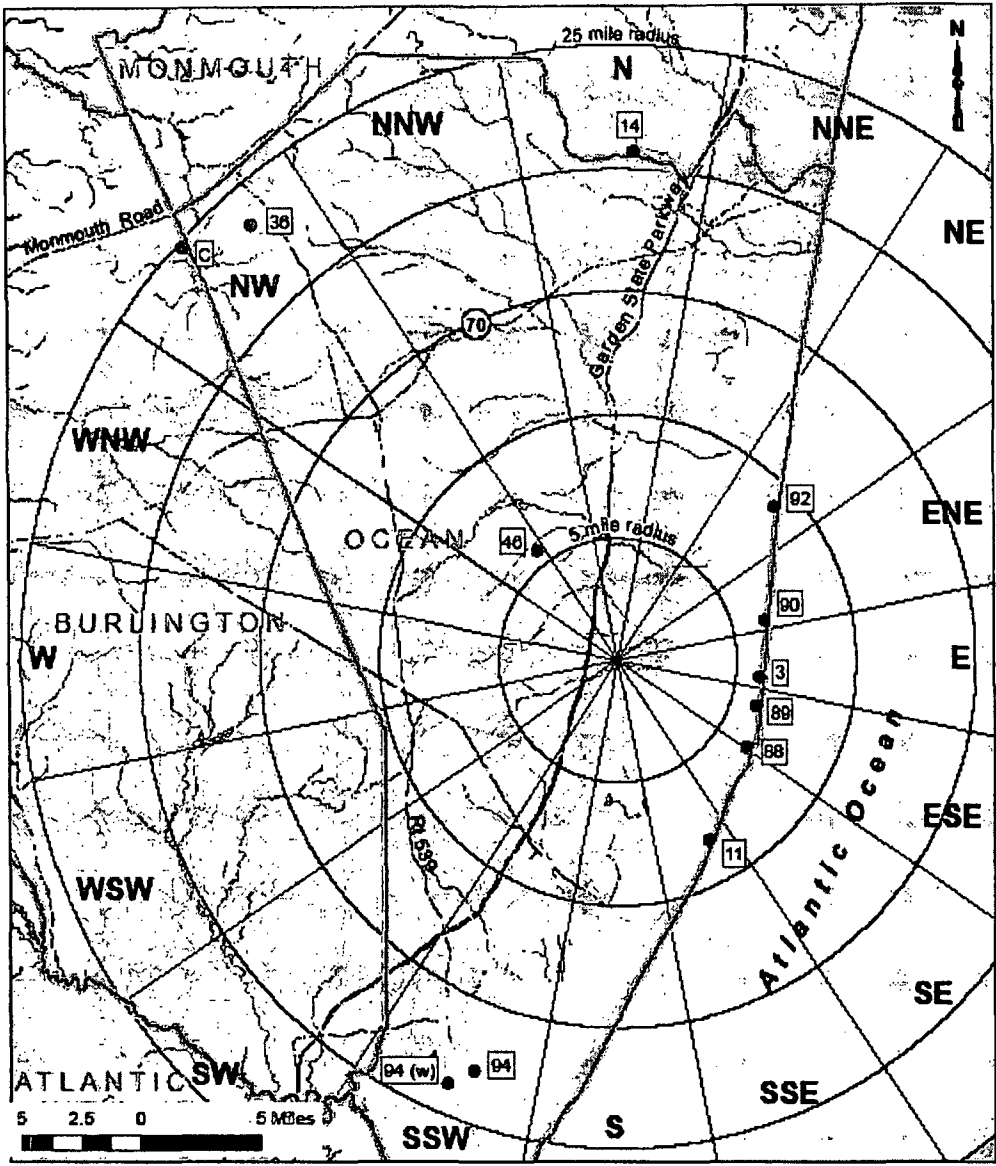 25 mile radius
N
MONMOUTH
N
NNW
14
NNE
36
Monmouth Road
C
NE
NW
Garden State Parkway
70
WNW
92
ENE
OCEAN
46
5 mile radius
90
BURLINGTON
W
E
3
89
88
Atlantic Ocean
ESE
Rt.539
11
WSW
SE
94 (w)
94
ATLANTIC
SW
SSE
5 2.5 0 5 Miles
SSW
S